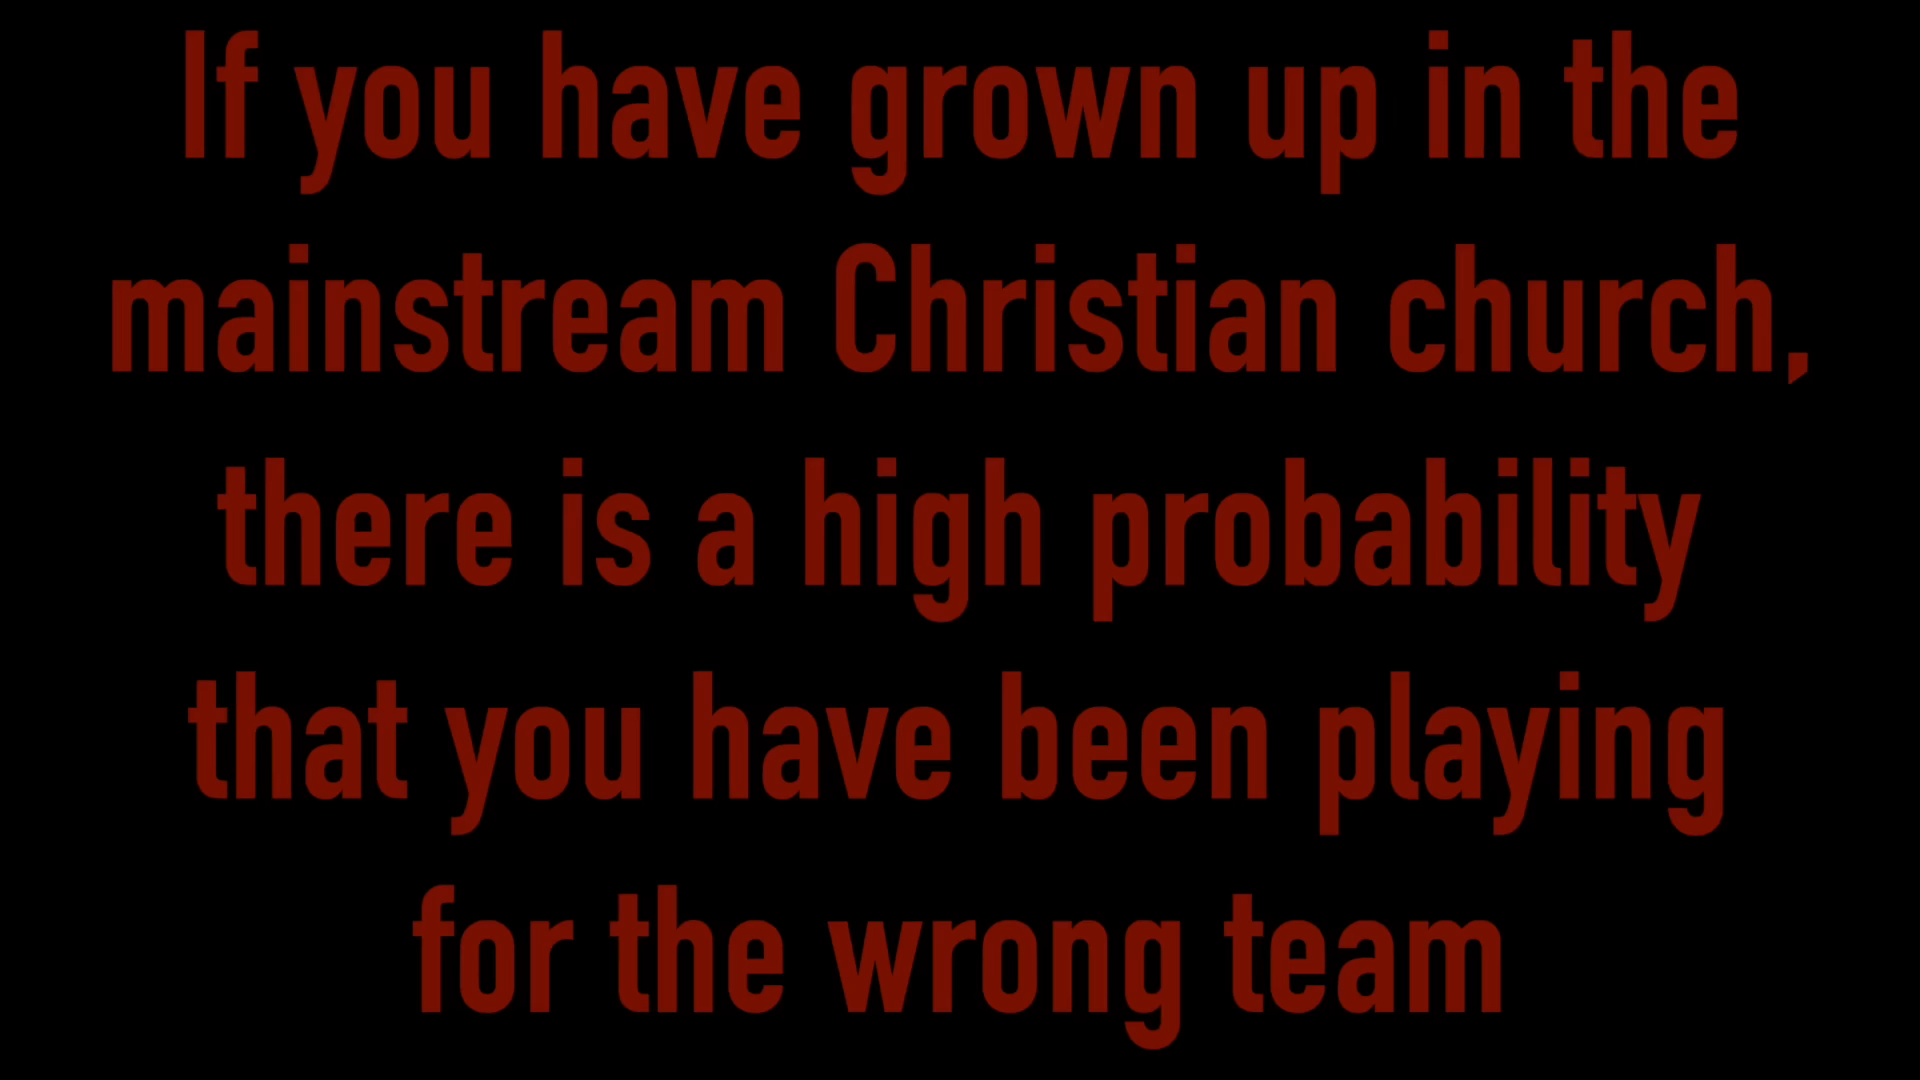 If you have grown up in the
mainstream Christian church,
there is a high probability
that you have been playing
for the wrong team